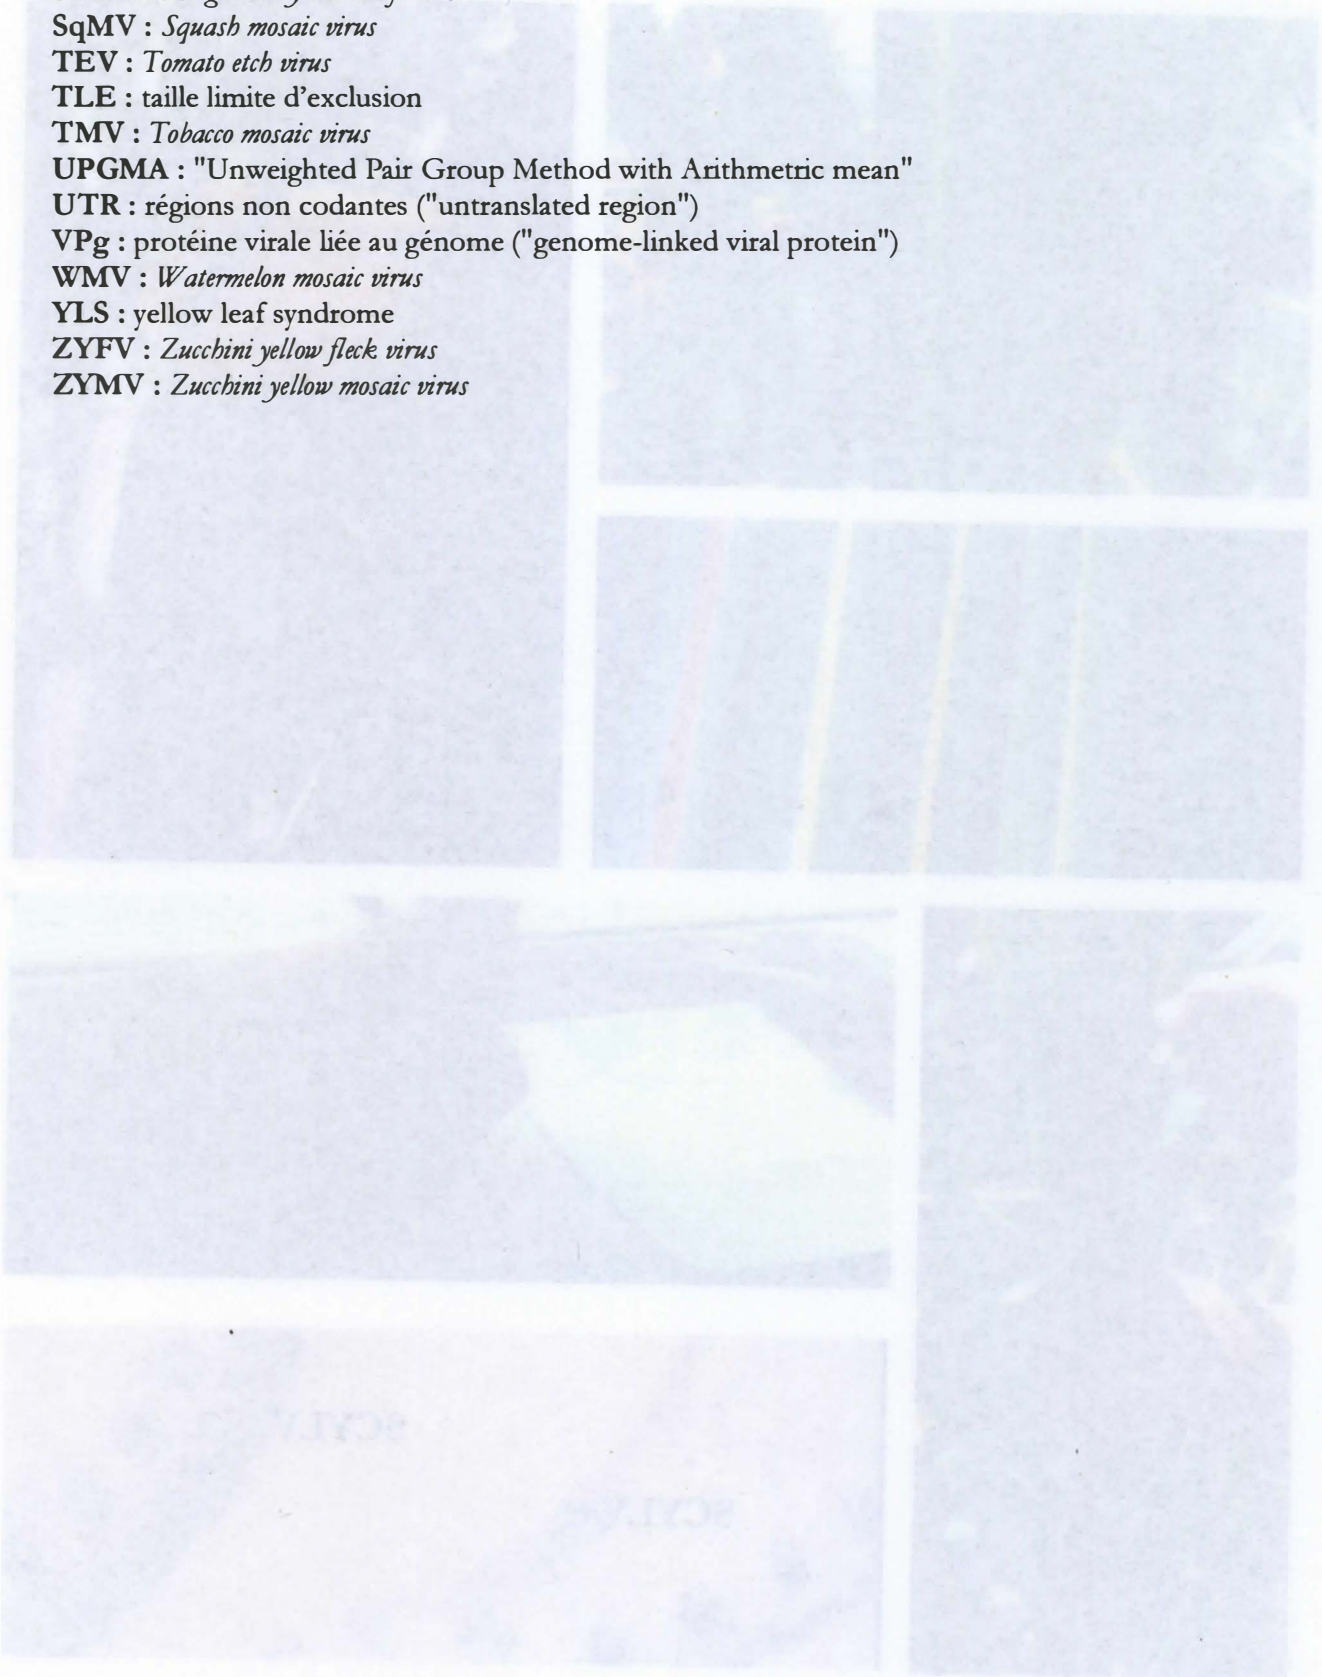 SqMV : Squash mosaic virus
TEV : Tomato etch virus
TLE : taille limite d'exclusion
TMV : Tobacco mosaic virus
UPGMA : "Unweighted Pair Group Method with Arithmetric mean"
UTR : régions non codantes ("untranslated region")
VPg : protéine virale liée au génome ("genome-linked viral protein")
WMV : Watermelon mosaic virus
YLS : yellow leaf syndrome
ZYFV : Zucchini yellow fleck virus
ZYMV : Zucchini yellow mosaic virus
SCYLV
SCYLV